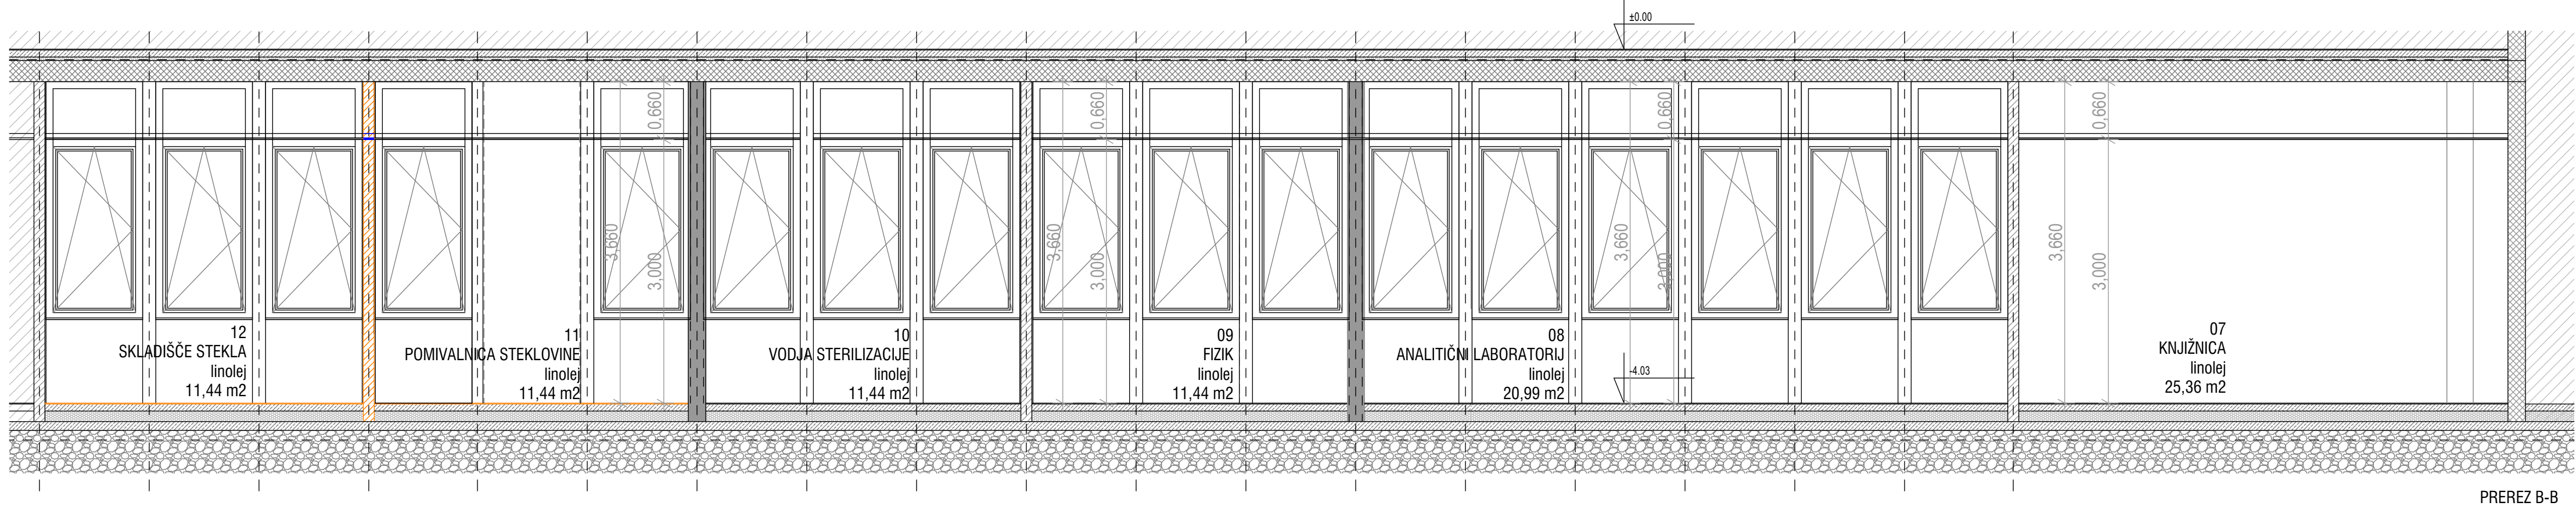 ±0.00
0,660
0,660
0,660
0,660
3,660
3,000
3,660
3,000
3,660
3,000
3,660
3,000
12
SKLADIŠČE STEKLA
linolej
11,44 m2
11
POMIVALNICA STEKLOVINE
linolej
11,44 m2
10
VODJA STERILIZACIJE
linolej
11,44 m2
09
FIZIK
linolej
11,44 m2
08
ANALITIČNI LABORATORIJ
linolej
20,99 m2
-4.03
07
KNJIŽNICA
linolej
25,36 m2
PREREZ B-B